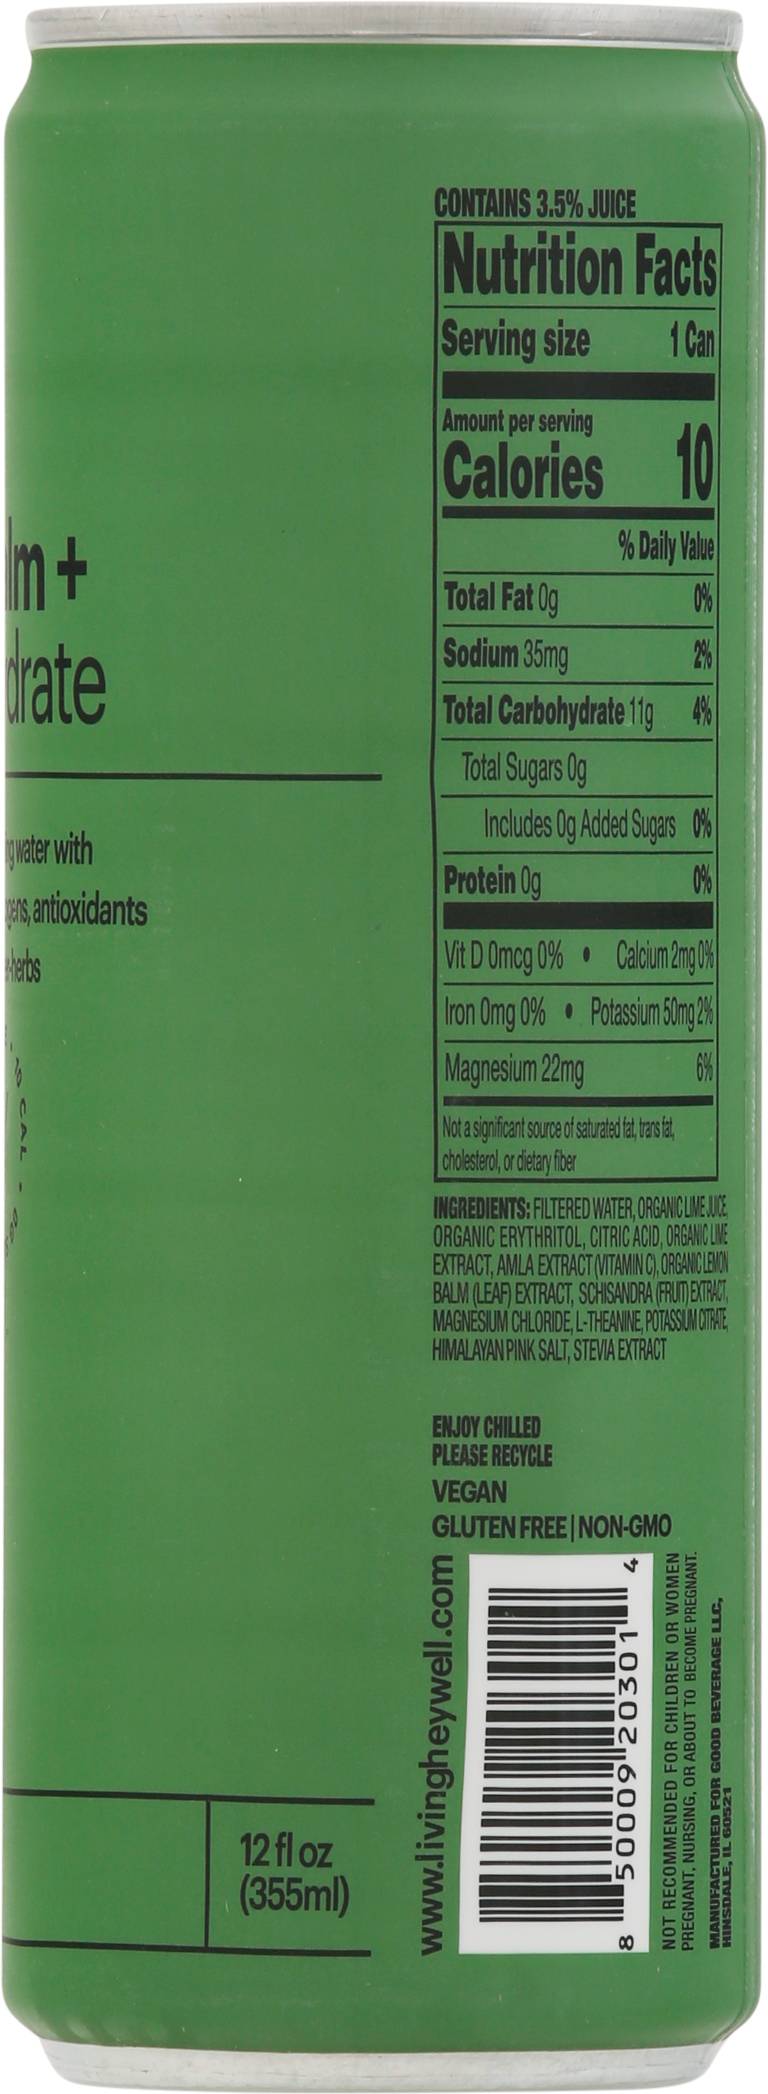 lm +
drate
water with
antioxidants
herbs
10 CAL
12 fl oz
(355ml)
CONTAINS 3.5% JUICE
Nutrition Facts
Serving size 1 Can
Amount per serving
Calories 10
% Daily Value
Total Fat 0g 0%
Sodium 35mg 2%
Total Carbohydrate 11g 4%
Total Sugars 0g
Includes 0g Added Sugars 0%
Protein 0g 0%
Vit D 0mcg 0% • Calcium 2mg 0%
Iron 0mg 0% • Potassium 50mg 2%
Magnesium 22mg 6%
Not a significant source of saturated fat, trans fat,
cholesterol, or dietary fiber
INGREDIENTS: FILTERED WATER, ORGANIC LIME JUICE,
ORGANIC ERYTHRITOL, CITRIC ACID, ORGANIC LIME
EXTRACT, AMLA EXTRACT (VITAMIN C), ORGANIC LEMON
BALM (LEAF) EXTRACT, SCHISANDRA (FRUIT) EXTRACT,
MAGNESIUM CHLORIDE, L-THEANINE, POTASSIUM CITRATE,
HIMALAYAN PINK SALT, STEVIA EXTRACT
ENJOY CHILLED
PLEASE RECYCLE
VEGAN
GLUTEN FREE | NON-GMO
www.livingheywell.com
8 50009 20301 4
NOT RECOMMENDED FOR CHILDREN OR WOMEN
PREGNANT, NURSING, OR ABOUT TO BECOME PREGNANT.
MANUFACTURED FOR GOOD BEVERAGE LLC,
HINSDALE, IL 60521